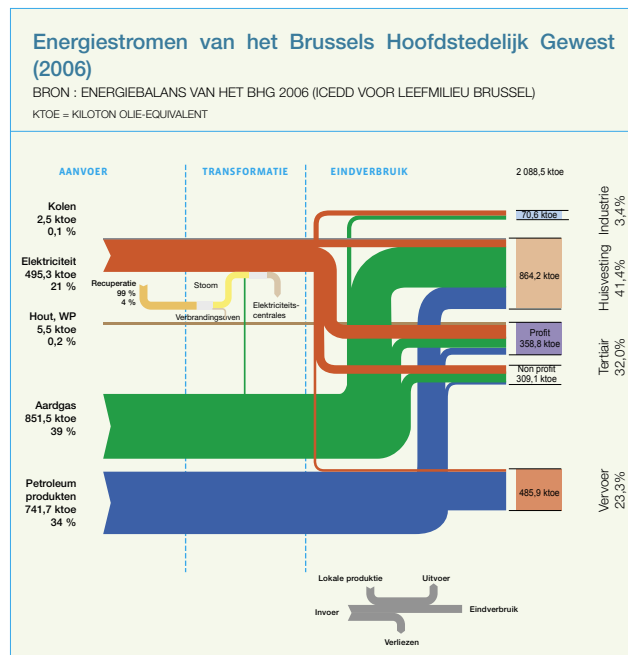 Energiestromen van het Brussels Hoofdstedelijk Gewest
(2006)
BRON : ENERGIEBALANS VAN HET BHG 2006 (ICEDD VOOR LEEFMILIEU BRUSSEL)
KTOE = KILOTON OLIE-EQUIVALENT
AANVOER
TRANSFORMATIE
EINDVERBRUIK
2 088,5 ktoe
Kolen
2,5 ktoe
0,1 %
Elektriciteit
495,3 ktoe
21 %
Recuperatie
99 %
4 %
Stoom
Verbrandingsoven
Elektriciteits-
centrales
Hout, WP
5,5 ktoe
0,2 %
Aardgas
851,5 ktoe
39 %
Petroleum
produkten
741,7 ktoe
34 %
70,6 ktoe
Industrie
3,4%
864,2 ktoe
Huisvesting
41,4%
Profit
358,8 ktoe
Non profit
309,1 ktoe
Tertiair
32,0%
485,9 ktoe
Vervoer
23,3%
Lokale produktie
Uitvoer
Invoer
Eindverbruik
Verliezen